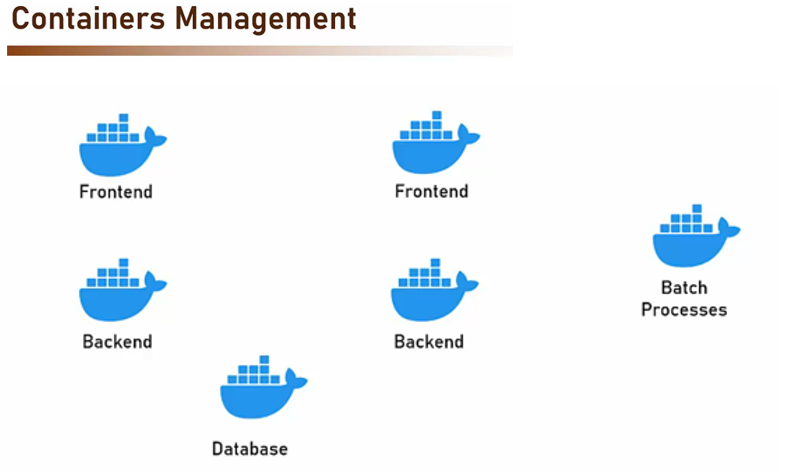 Containers Management
Frontend
Frontend
Batch
Processes
Backend
Backend
Database